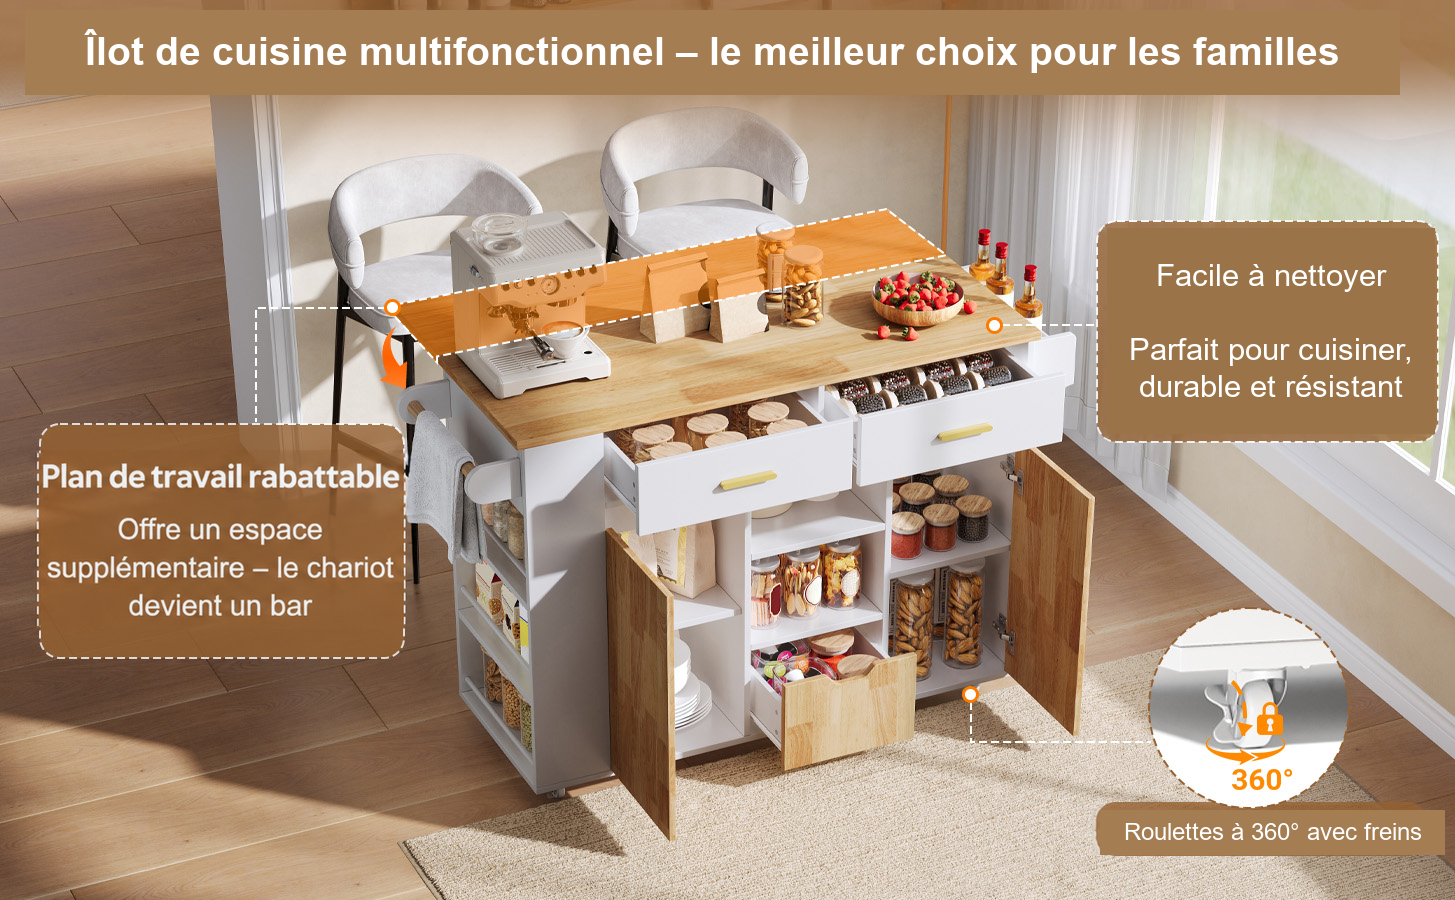 Îlot de cuisine multifonctionnel – le meilleur choix pour les familles
Facile à nettoyer
Parfait pour cuisiner,
durable et résistant
Plan de travail rabattable
Offre un espace
supplémentaire – le chariot
devient un bar
360°
Roulettes à 360° avec freins